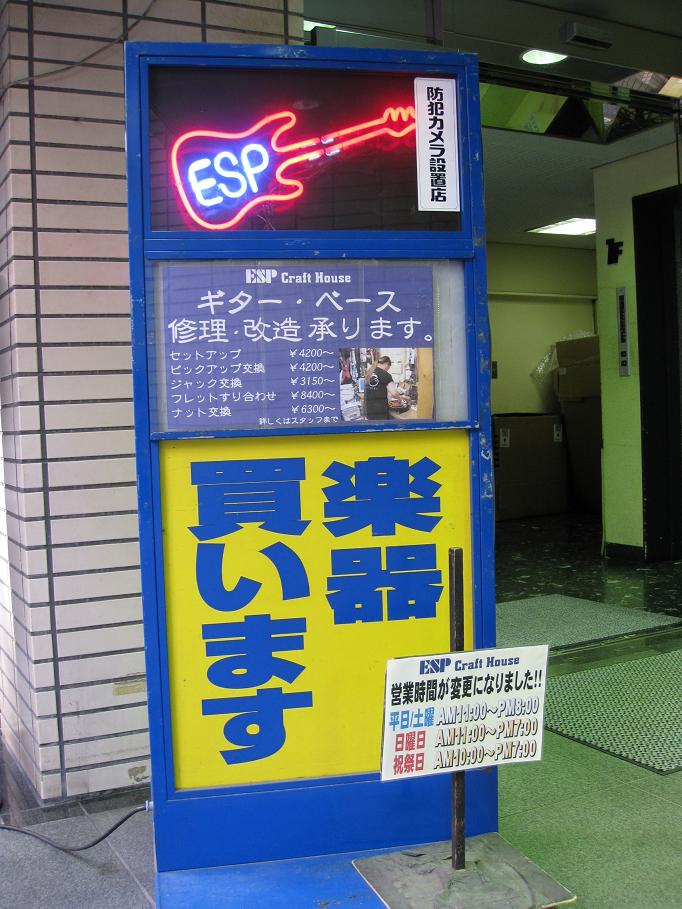 ESP
防犯カメラ設置店
ESP Craft House
ギター・ベース
修理・改造 承ります。
セットアップ ￥4200～
ピックアップ交換 ￥4200～
ジャック交換 ￥3150～
フレットすり合わせ ￥8400～
ナット交換 ￥6300～
詳しくはスタッフまで
楽器
買います
ESP Craft House
営業時間が変更になりました!!
平日/土曜 AM11:00～PM8:00
日曜日 AM11:00～PM7:00
祝祭日 AM10:00～PM7:00
1F